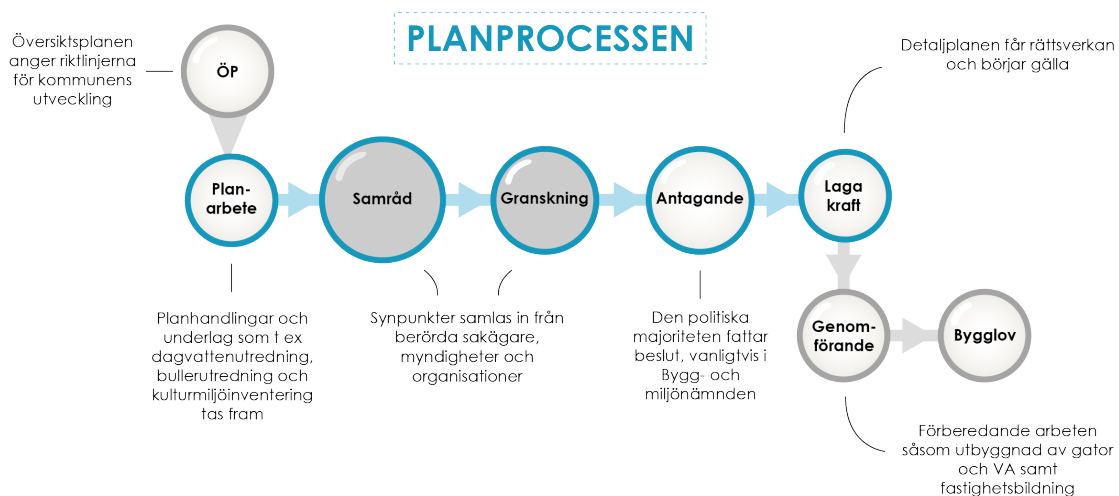 PLANPROCESSEN
Översiktsplanen
anger riktlinjerna
för kommunens
utveckling
ÖP
Detaljplanen får rättsverkan
och börjar gälla
Plan-
arbete
Samråd
Granskning
Antagande
Laga
kraft
Planhandlingar och
underlag som t ex
dagvattenutredning,
bullerutredning och
kulturmiljöinventering
tas fram
Synpunkter samlas in från
berörda sakägare,
myndigheter och
organisationer
Den politiska
majoriteten fattar
beslut, vanligtvis i
Bygg- och
miljönämnden
Genom-
förande
Bygglov
Förberedande arbeten
såsom utbyggnad av gator
och VA samt
fastighetsbildning